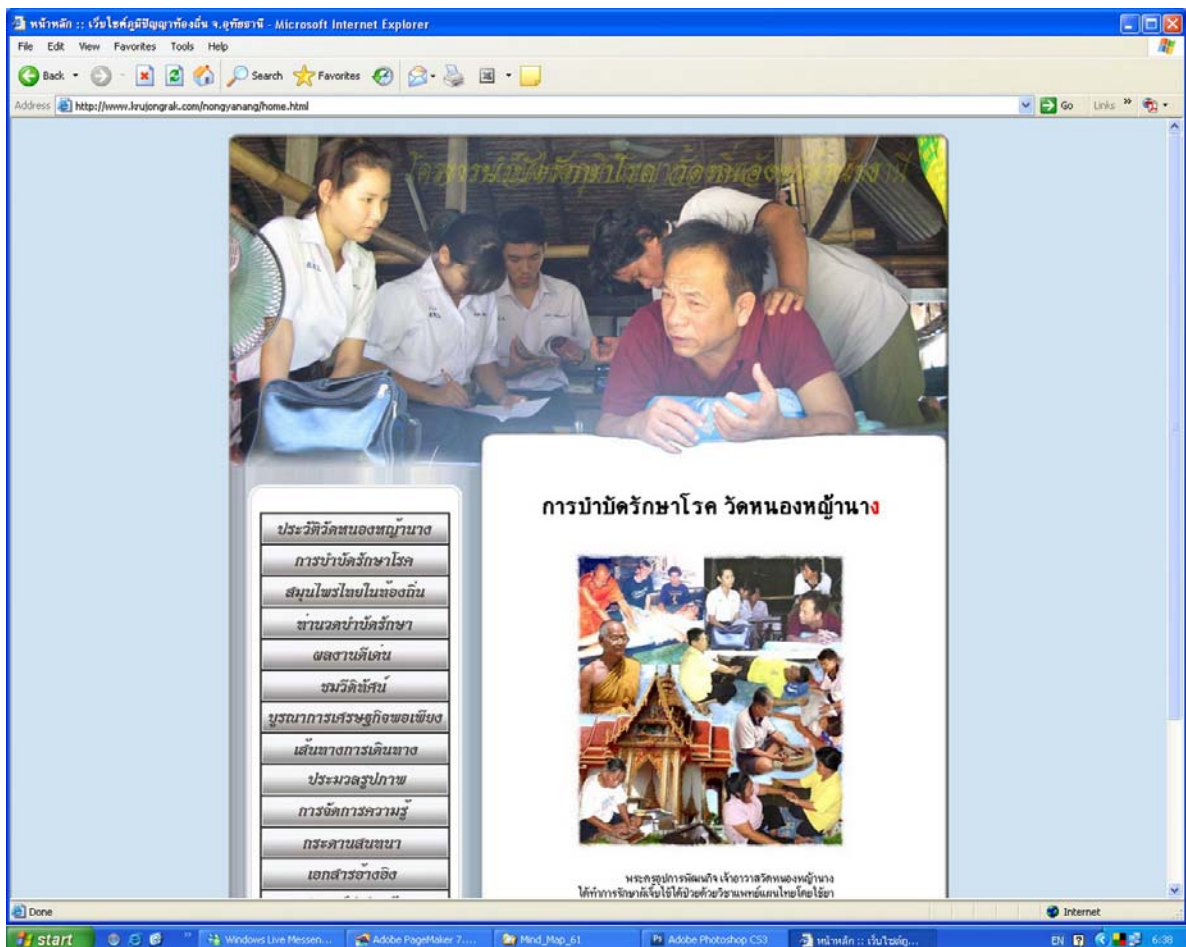 หน้าหลัก :: เว็บไซต์ภูมิปัญญาท้องถิ่น จ.อุทัยธานี - Microsoft Internet Explorer
File Edit View Favorites Tools Help
Back Search Favorites
Address http://www.krujongrak.com/nongyanang/home.html Go Links »
การบำบัดรักษาโรค วัดหนองหญ้านาง
ประวัติวัดหนองหญ้านาง
การบำบัดรักษาโรค
สมุนไพรไทยในท้องถิ่น
ท่านวดบำบัดรักษา
ผลงานดีเด่น
ชมวีดิทัศน์
บูรณาการเศรษฐกิจพอเพียง
เส้นทางการเดินทาง
ประมวลรูปภาพ
การจัดการความรู้
กระดานสนทนา
เอกสารอ้างอิง
พระครูอุปการพัฒนกิจ เจ้าอาวาสวัดหนองหญ้านาง
ได้ทำการรักษาผู้เจ็บไข้ได้ป่วยด้วยวิชาแพทย์แผนไทยโดยใช้ยา
Done Internet
start Windows Live Messen... Adobe PageMaker 7.... Mind_Map_61 Adobe Photoshop CS3 หน้าหลัก :: เว็บไซต์ภู... EN 6:38